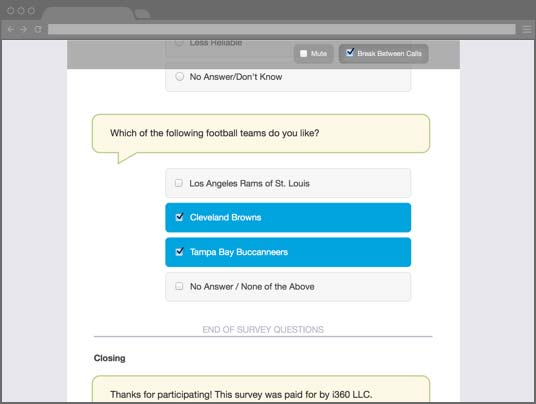 Less Reliable
Mute
Break Between Calls
No Answer/Don't Know
Which of the following football teams do you like?
Los Angeles Rams of St. Louis
Cleveland Browns
Tampa Bay Buccanneers
No Answer / None of the Above
END OF SURVEY QUESTIONS
Closing
Thanks for participating! This survey was paid for by i360 LLC.